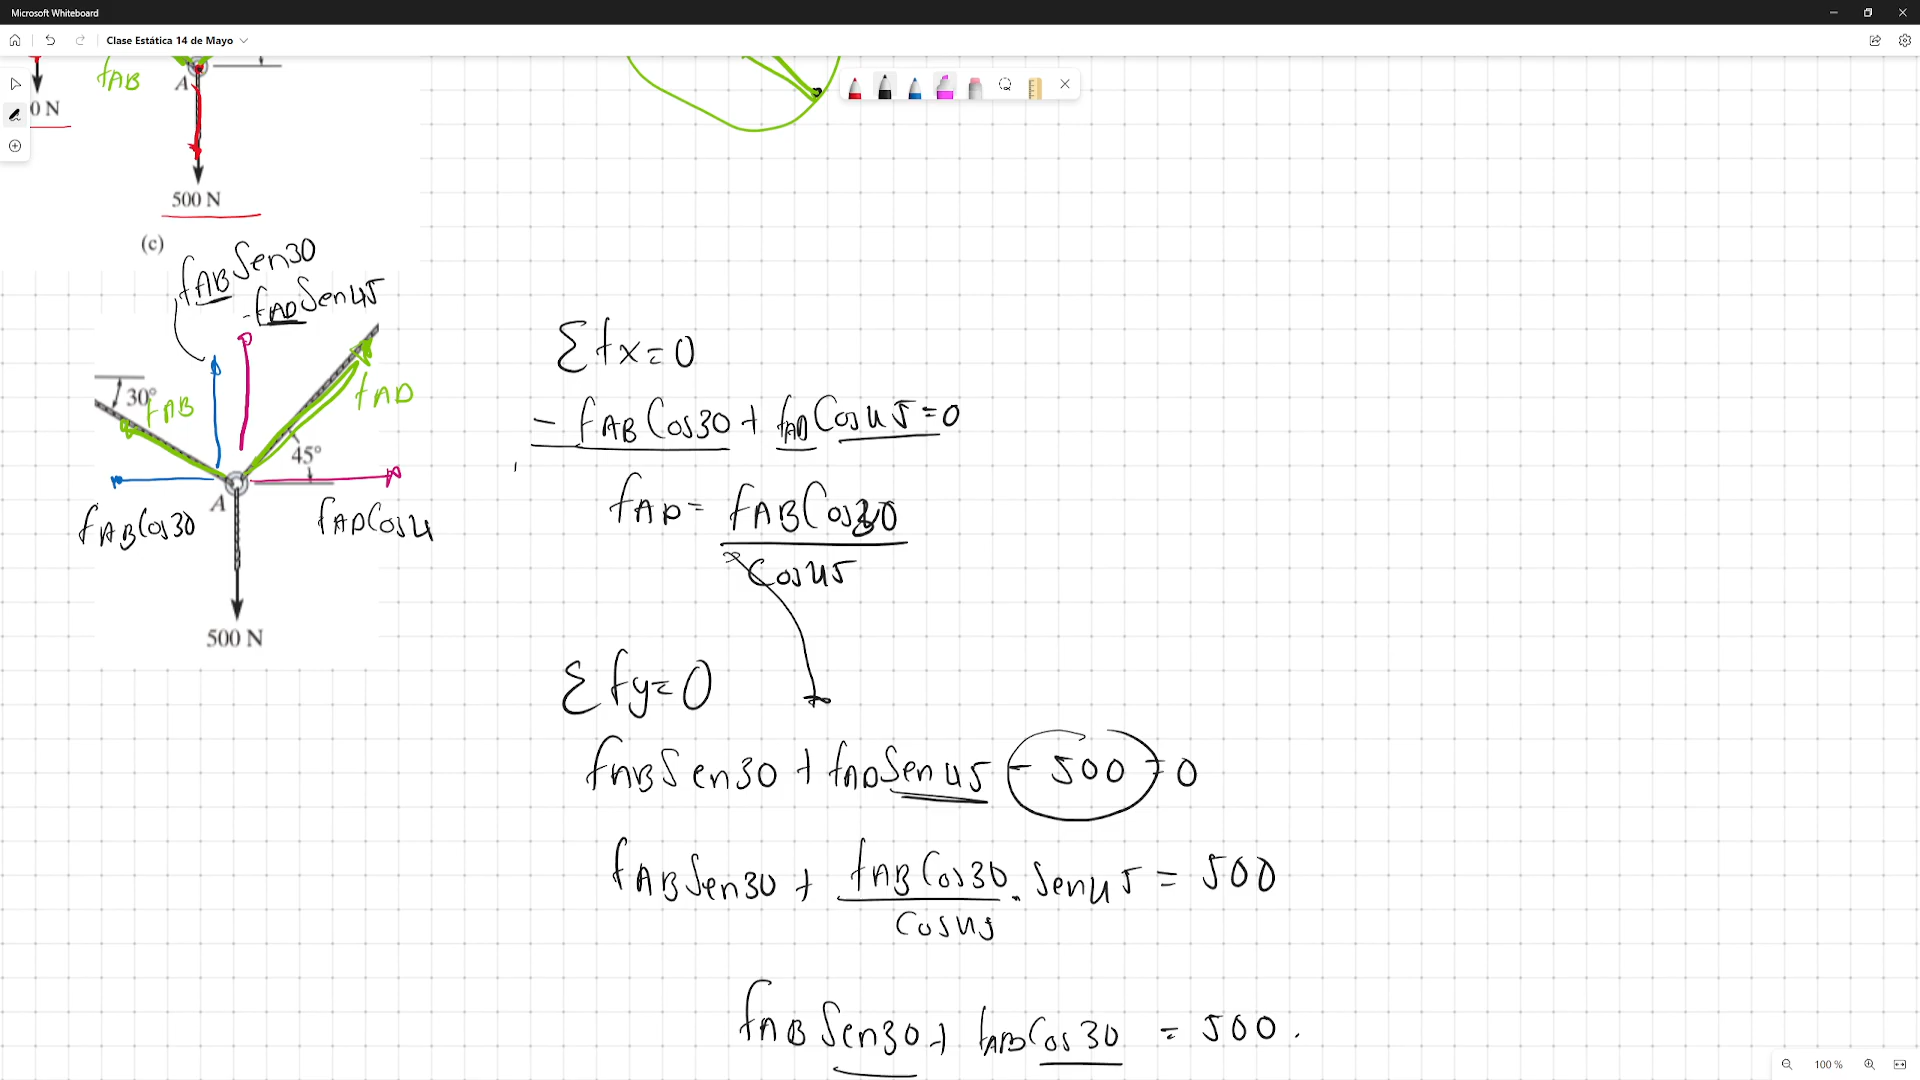 Microsoft Whiteboard
Clase Estática 14 de Mayo
fAB
A
0 N
500 N
(c)
fAB Sen30
fAD Sen45
30°
fAB
fAD
45°
A
fAB Cos30
fAD Cos4
500 N
Σfx=0
- fAB Cos30 + fAD Cos45=0
fAD = fAB Cos30
Cos45
Σfy=0
fAB Sen30 + fAD Sen45 - 500 = 0
fAB Sen30 + fAB Cos30 . Sen45 = 500
Cos45
fAB Sen30 + fAB Cos30 = 500.
100 %